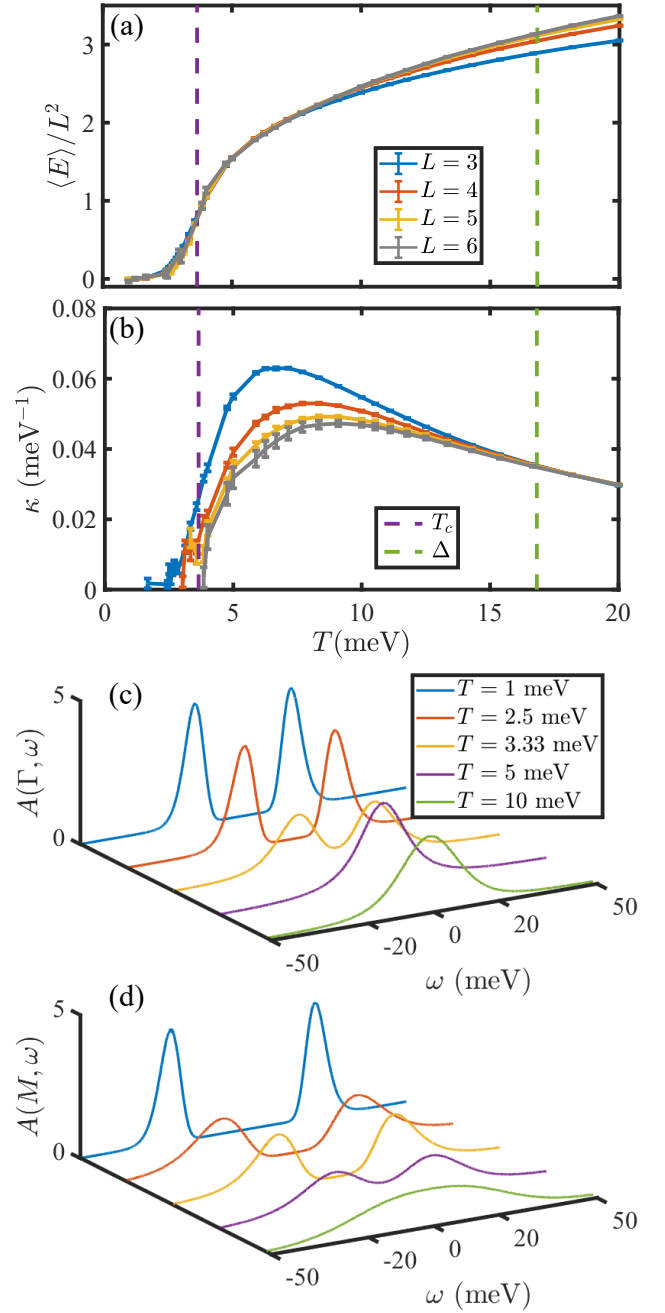 (a)
⟨E⟩/L²
3
2
1
0
L = 3
L = 4
L = 5
L = 6
(b)
κ (meV⁻¹)
0.08
0.06
0.04
0.02
0
T_c
Δ
0 5 10 15 20
T(meV)
(c)
A(Γ, ω)
5
0
T = 1 meV
T = 2.5 meV
T = 3.33 meV
T = 5 meV
T = 10 meV
-50 -20 0 20 50
ω (meV)
(d)
A(M, ω)
5
0
-50 -20 0 20 50
ω (meV)